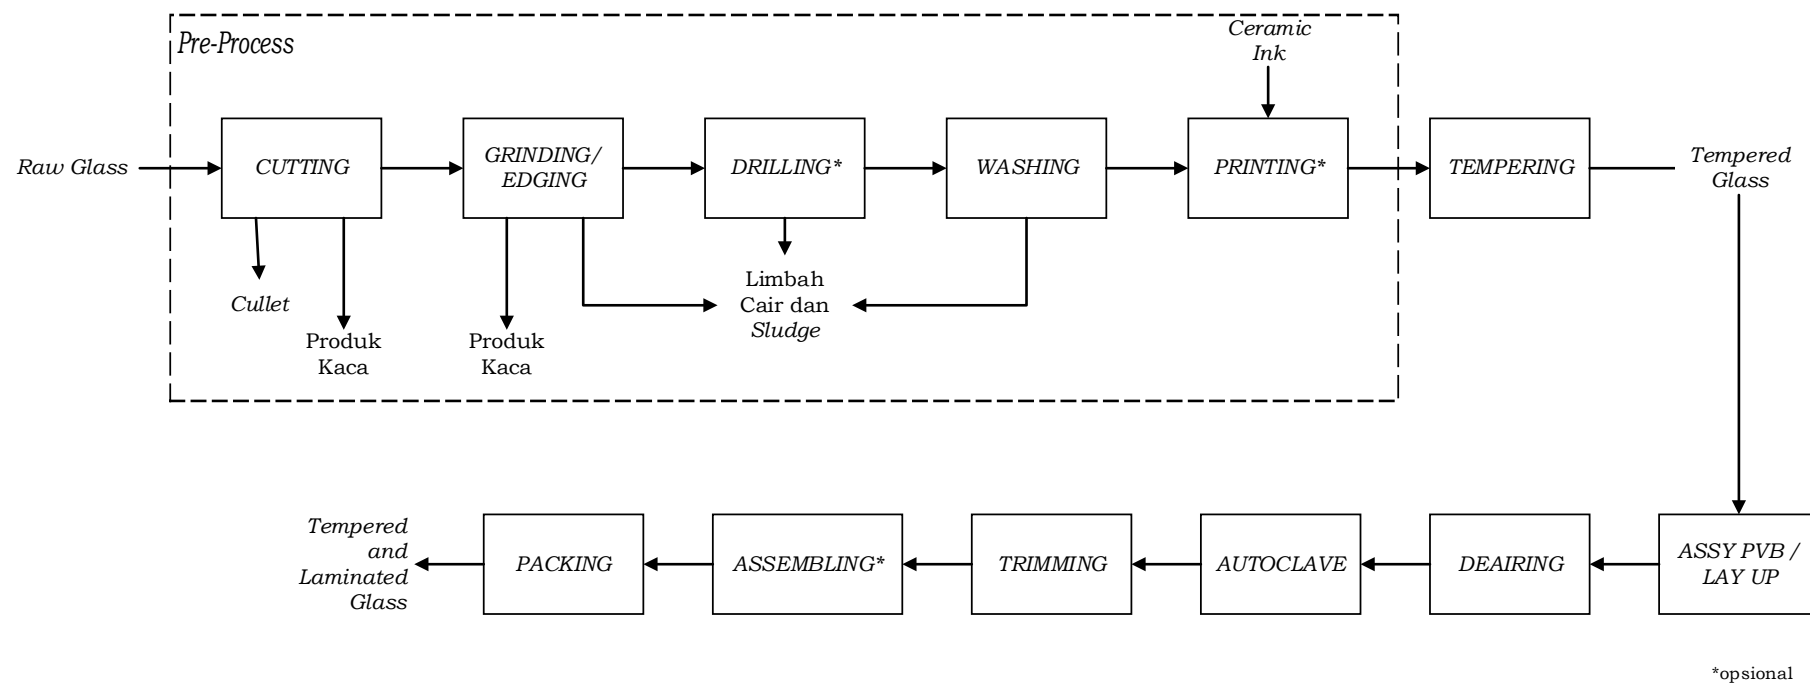 Pre-Process
Ceramic
Ink
Raw Glass
CUTTING
GRINDING/
EDGING
DRILLING*
WASHING
PRINTING*
TEMPERING
Tempered
Glass
Cullet
Produk
Kaca
Produk
Kaca
Limbah
Cair dan
Sludge
Tempered
and
Laminated
Glass
PACKING
ASSEMBLING*
TRIMMING
AUTOCLAVE
DEAIRING
ASSY PVB /
LAY UP
*opsional